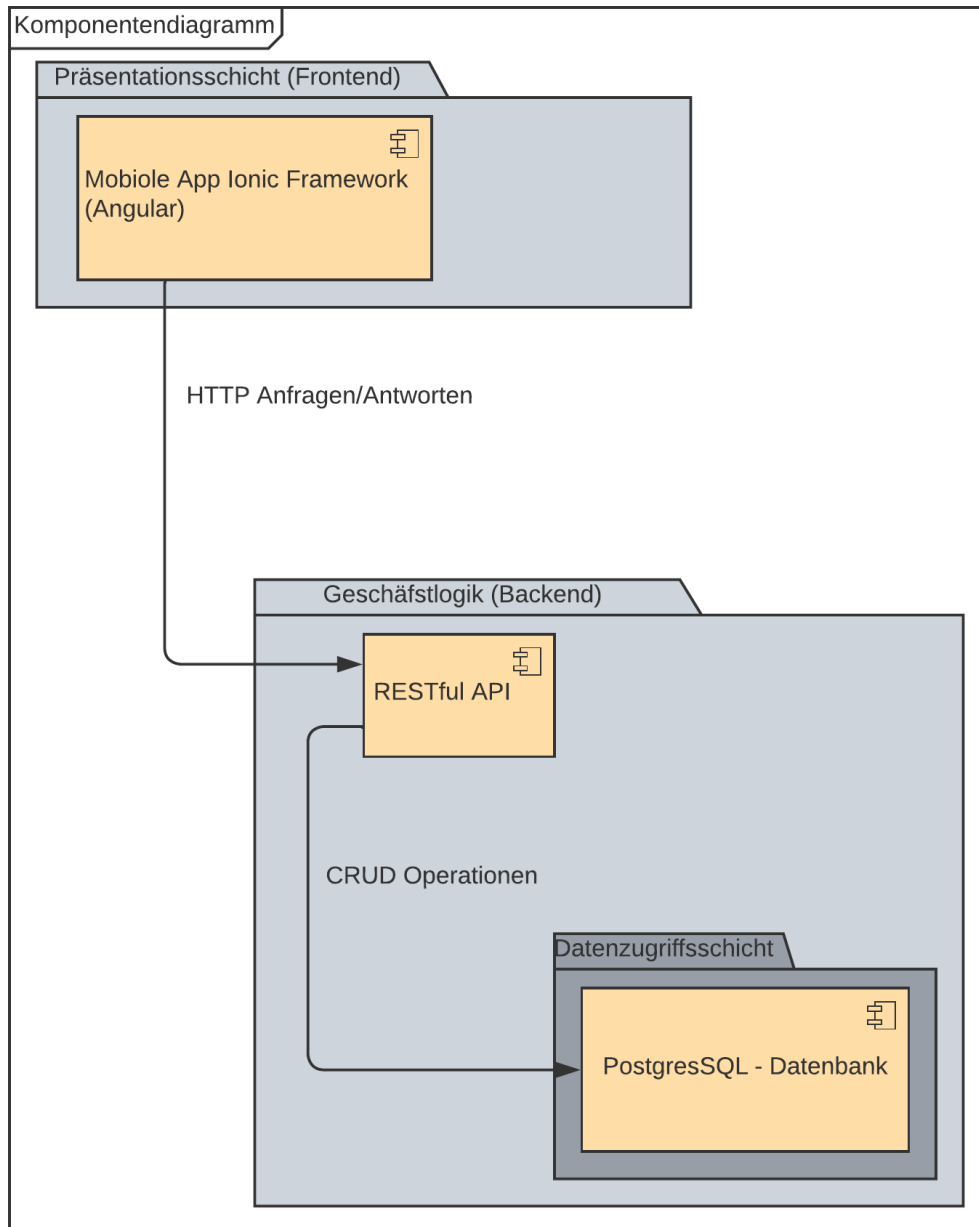 Komponentendiagramm
Präsentationsschicht (Frontend)
Mobiole App Ionic Framework
(Angular)
HTTP Anfragen/Antworten
Geschäfstlogik (Backend)
RESTful API
CRUD Operationen
Datenzugriffsschicht
PostgresSQL - Datenbank